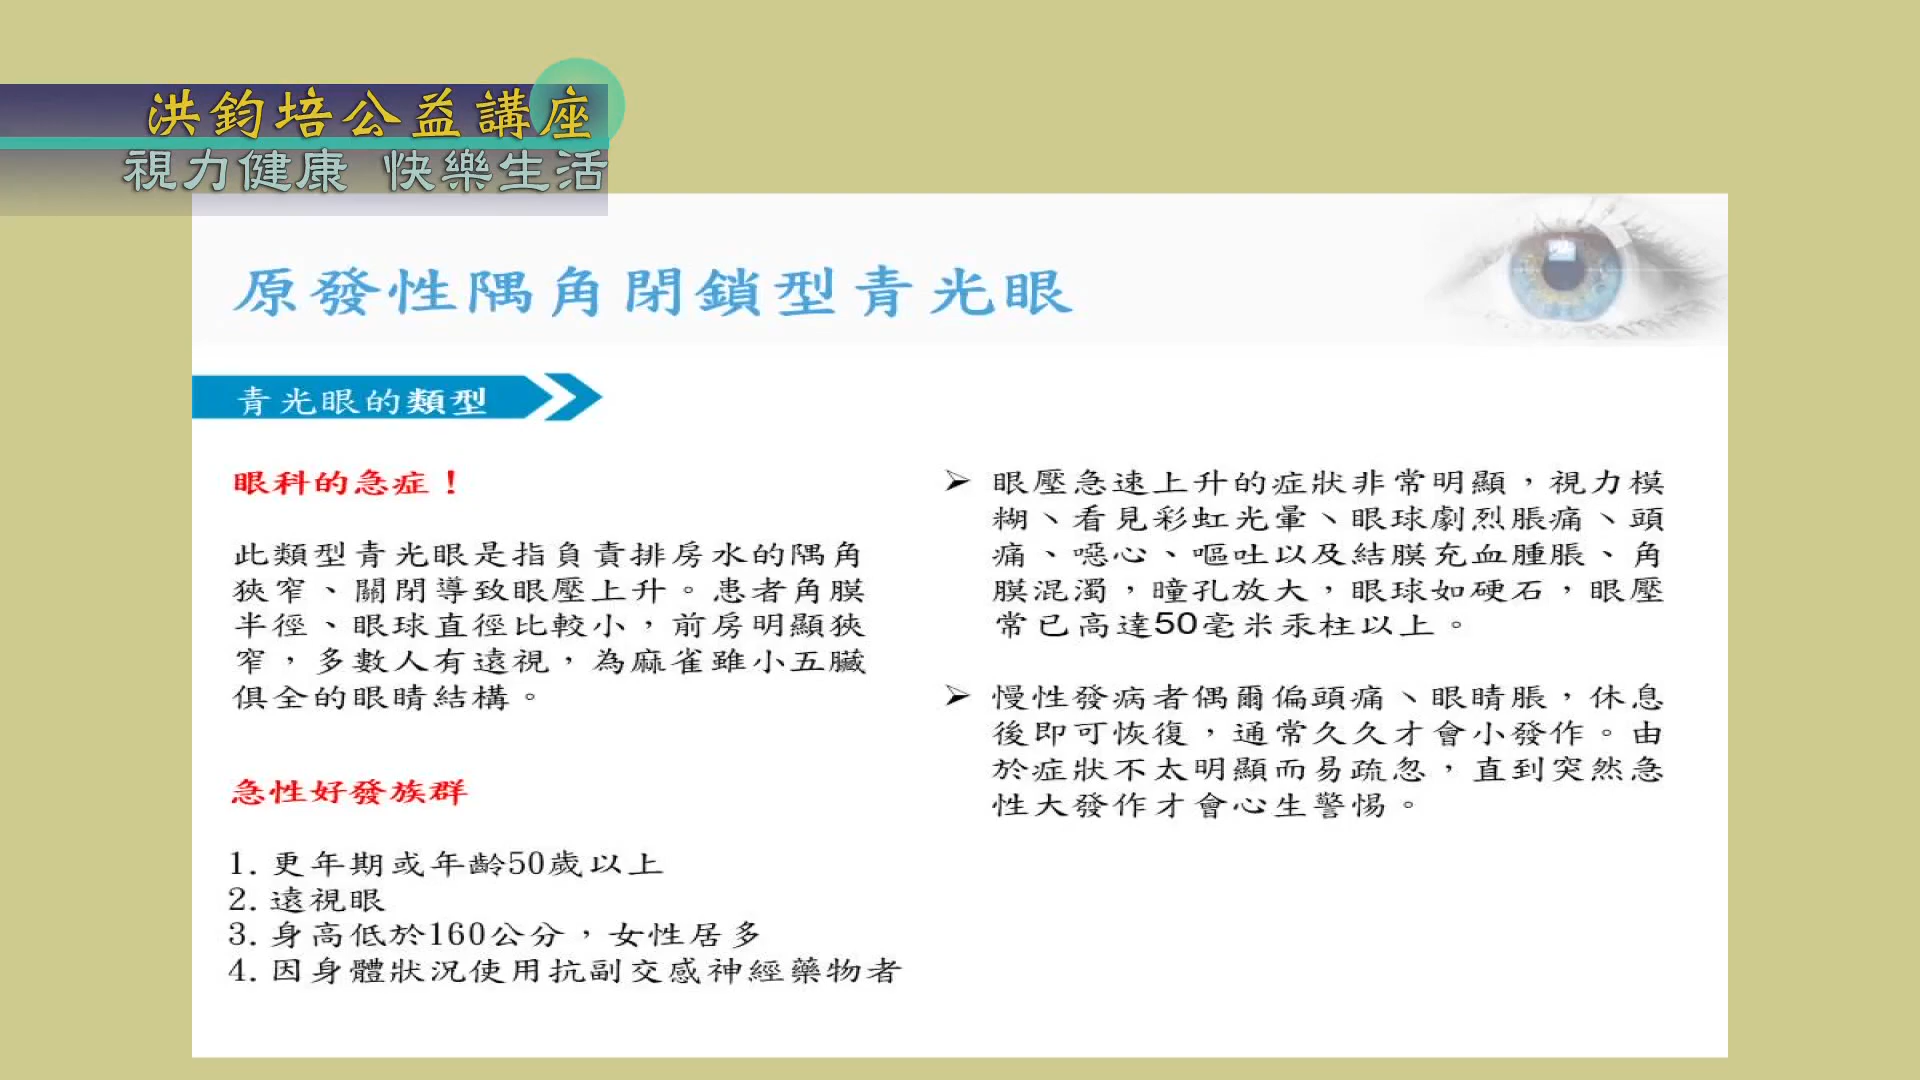 洪鈞培公益講座
視力健康 快樂生活
原發性隅角閉鎖型青光眼
青光眼的類型
眼科的急症！
此類型青光眼是指負責排房水的隅角
狹窄、關閉導致眼壓上升。患者角膜
半徑、眼球直徑比較小，前房明顯狹
窄，多數人有遠視，為麻雀雖小五臟
俱全的眼睛結構。
急性好發族群
1. 更年期或年齡50歲以上
2. 遠視眼
3. 身高低於160公分，女性居多
4. 因身體狀況使用抗副交感神經藥物者
➢ 眼壓急速上升的症狀非常明顯，視力模
糊、看見彩虹光暈、眼球劇烈脹痛、頭
痛、噁心、嘔吐以及結膜充血腫脹、角
膜混濁，瞳孔放大，眼球如硬石，眼壓
常已高達50毫米汞柱以上。
➢ 慢性發病者偶爾偏頭痛、眼睛脹，休息
後即可恢復，通常久久才會小發作。由
於症狀不太明顯而易疏忽，直到突然急
性大發作才會心生警惕。